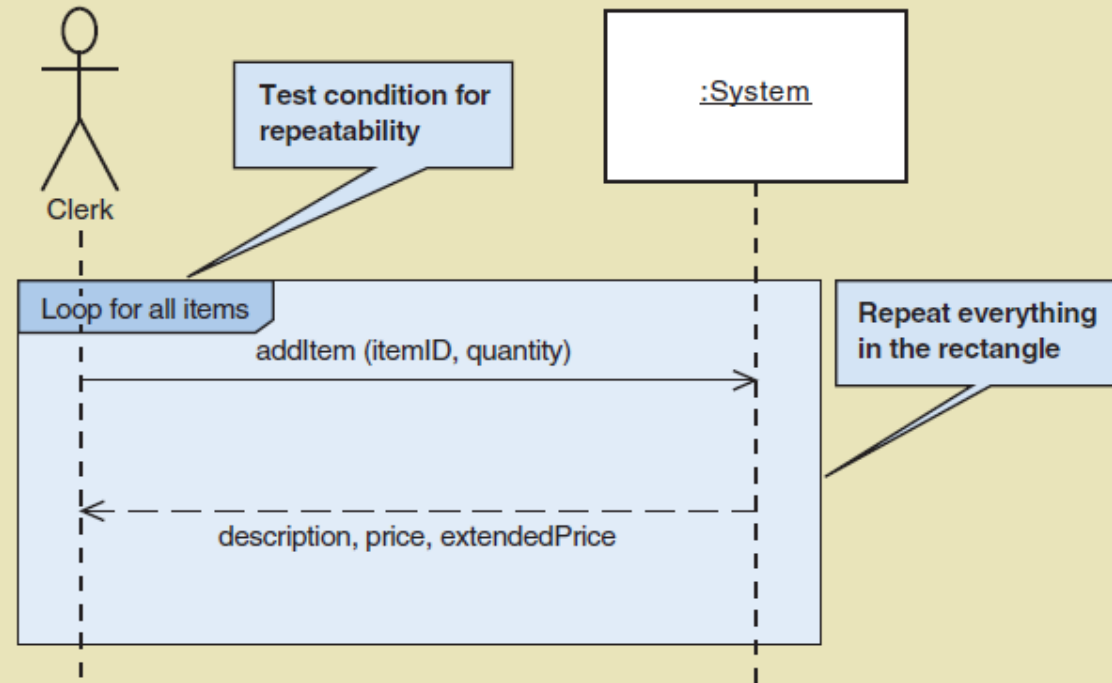 Test condition for
repeatability
:System
Clerk
Loop for all items
addItem (itemID, quantity)
Repeat everything
in the rectangle
description, price, extendedPrice